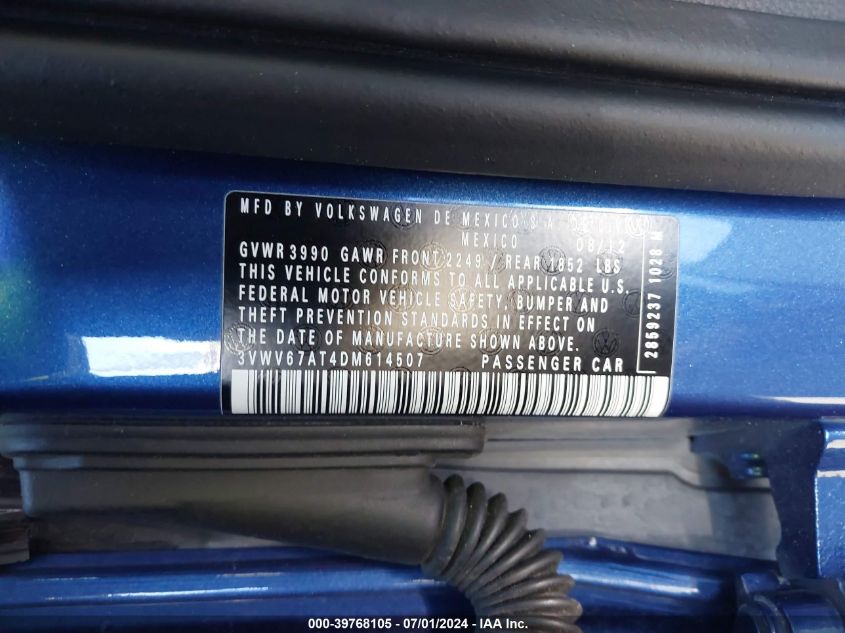 MFD BY VOLKSWAGEN DE MEXICO S A
MEXICO 08/12
GVWR 3990 GAWR FRONT 2249 / REAR 1852 LBS
THIS VEHICLE CONFORMS TO ALL APPLICABLE U.S.
FEDERAL MOTOR VEHICLE SAFETY, BUMPER AND
THEFT PREVENTION STANDARDS IN EFFECT ON
THE DATE OF MANUFACTURE SHOWN ABOVE.
3VWV67AT4DM614507 PASSENGER CAR
2859237 1028 M
000-39768105 - 07/01/2024 - IAA Inc.